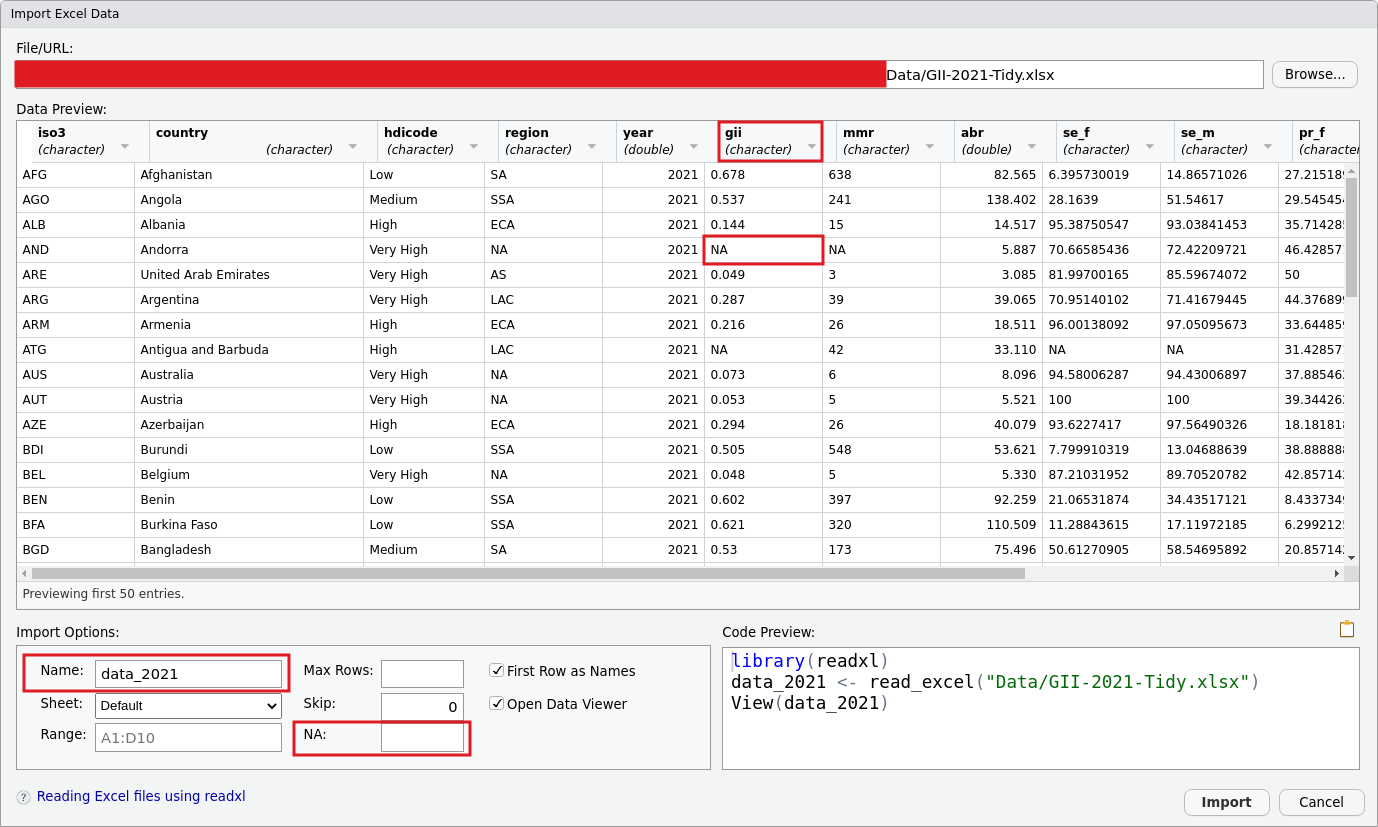 Import Excel Data
File/URL:
Data/GII-2021-Tidy.xlsx Browse...
Data Preview:
iso3 country hdicode region year gii mmr abr se_f se_m pr_f
(character) (character) (character) (character) (double) (character) (character) (double) (character) (character) (character
AFG Afghanistan Low SA 2021 0.678 638 82.565 6.395730019 14.86571026 27.215189
AGO Angola Medium SSA 2021 0.537 241 138.402 28.1639 51.54617 29.545454
ALB Albania High ECA 2021 0.144 15 14.517 95.38750547 93.03841453 35.714285
AND Andorra Very High NA 2021 NA NA 5.887 70.66585436 72.42209721 46.428571
ARE United Arab Emirates Very High AS 2021 0.049 3 3.085 81.99700165 85.59674072 50
ARG Argentina Very High LAC 2021 0.287 39 39.065 70.95140102 71.41679445 44.376899
ARM Armenia High ECA 2021 0.216 26 18.511 96.00138092 97.05095673 33.644859
ATG Antigua and Barbuda High LAC 2021 NA 42 33.110 NA NA 31.428571
AUS Australia Very High NA 2021 0.073 6 8.096 94.58006287 94.43006897 37.885462
AUT Austria Very High NA 2021 0.053 5 5.521 100 100 39.344262
AZE Azerbaijan High ECA 2021 0.294 26 40.079 93.6227417 97.56490326 18.181818
BDI Burundi Low SSA 2021 0.505 548 53.621 7.799910319 13.04688639 38.888888
BEL Belgium Very High NA 2021 0.048 5 5.330 87.21031952 89.70520782 42.857142
BEN Benin Low SSA 2021 0.602 397 92.259 21.06531874 34.43517121 8.4337349
BFA Burkina Faso Low SSA 2021 0.621 320 110.509 11.28843615 17.11972185 6.2992125
BGD Bangladesh Medium SA 2021 0.53 173 75.496 50.61270905 58.54695892 20.857142
Previewing first 50 entries.
Import Options:
Name: data_2021 Max Rows: First Row as Names
Sheet: Default Skip: 0 Open Data Viewer
Range: A1:D10 NA:
Code Preview:
library(readxl)
data_2021 <- read_excel("Data/GII-2021-Tidy.xlsx")
View(data_2021)
? Reading Excel files using readxl
Import Cancel